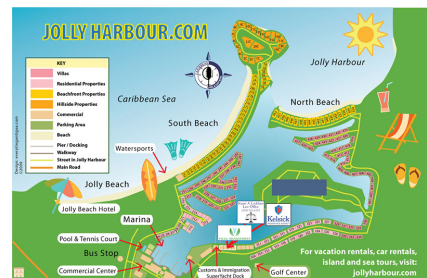 JOLLY HARBOUR.COM
KEY
Villas
Residential Properties
Beachfront Properties
Hillside Properties
Commercial
Parking Area
Beach
Pier / Docking
Walkway
Street in Jolly Harbour
Main Road
Jolly Harbour
Caribbean Sea
North Beach
South Beach
Watersports
Jolly Beach
Jolly Beach Hotel
Marina
Kelsick
Pool & Tennis Court
Bus Stop
Commercial Center
Customs & Immigration
SuperYacht Dock
Golf Center
For vacation rentals, car rentals,
island and sea tours, visit:
jollyharbour.com